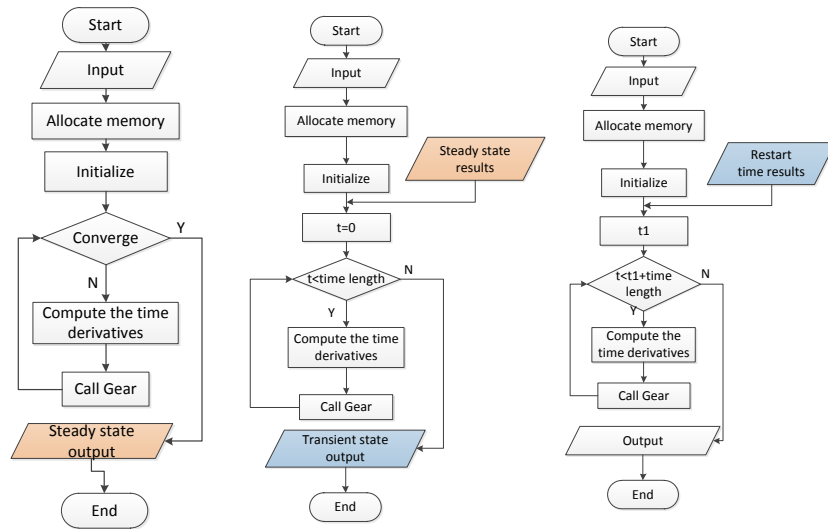 Start
Input
Allocate memory
Initialize
Converge
Y
N
Compute the time
derivatives
Call Gear
Steady state
output
End
Start
Input
Allocate memory
Steady state
results
Initialize
t=0
t<time length
N
Y
Compute the time
derivatives
Call Gear
Transient state
output
End
Start
Input
Allocate memory
Restart
time results
Initialize
t1
t<t1+time
length
N
Y
Compute the
time derivatives
Call Gear
Output
End